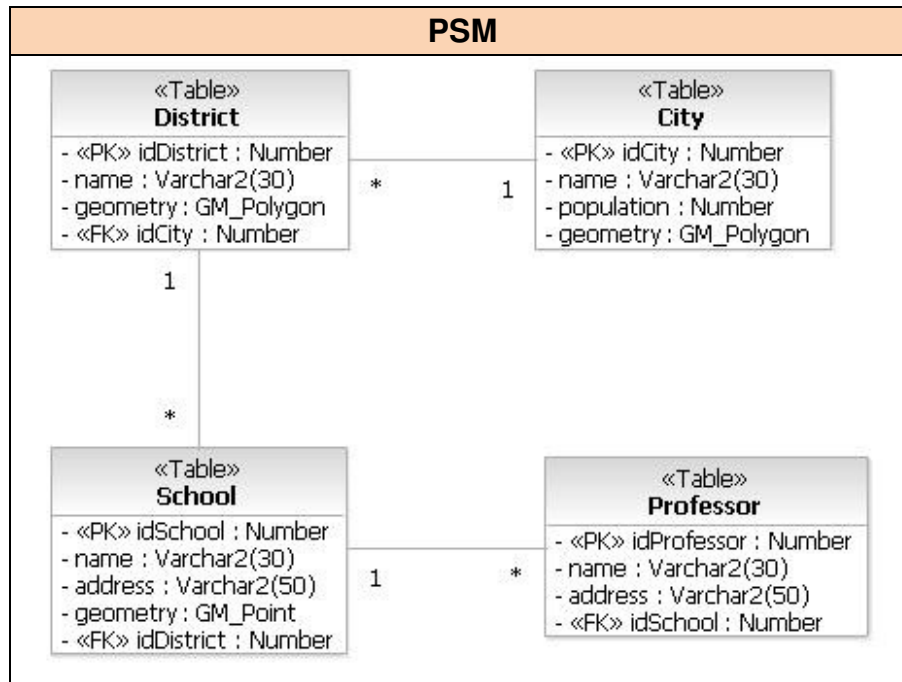 PSM
«Table»
District
- «PK» idDistrict : Number
- name : Varchar2(30)
- geometry : GM_Polygon
- «FK» idCity : Number
* 1
«Table»
City
- «PK» idCity : Number
- name : Varchar2(30)
- population : Number
- geometry : GM_Polygon
1
*
«Table»
School
- «PK» idSchool : Number
- name : Varchar2(30)
- address : Varchar2(50)
- geometry : GM_Point
- «FK» idDistrict : Number
1 *
«Table»
Professor
- «PK» idProfessor : Number
- name : Varchar2(30)
- address : Varchar2(50)
- «FK» idSchool : Number